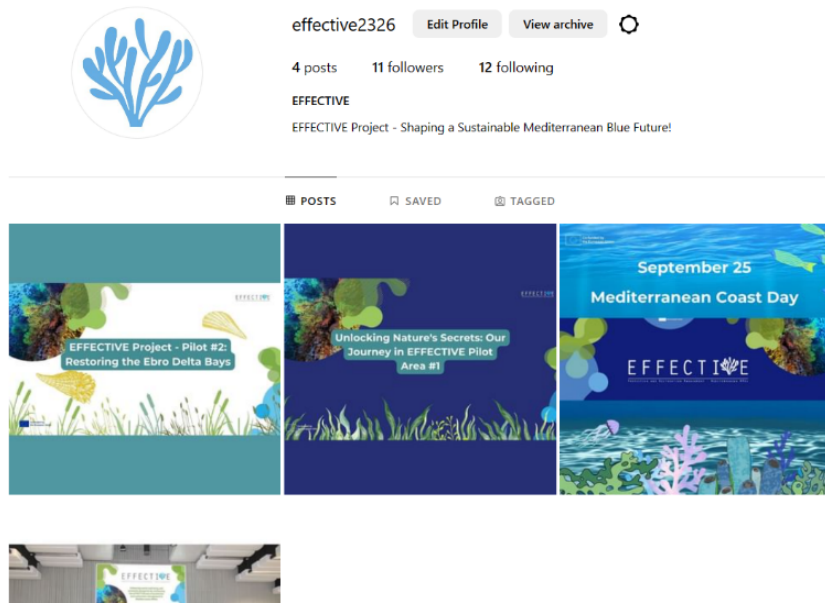 effective2326 Edit Profile View archive
4 posts 11 followers 12 following
EFFECTIVE
EFFECTIVE Project - Shaping a Sustainable Mediterranean Blue Future!
POSTS SAVED TAGGED
EFFECTIVE
EFFECTIVE Project - Pilot #2:
Restoring the Ebro Delta Bays
EFFECTIVE
Unlocking Nature's Secrets: Our
Journey in EFFECTIVE Pilot
Area #1
September 25
Mediterranean Coast Day
EFFECTIVE
EFFECTIVE